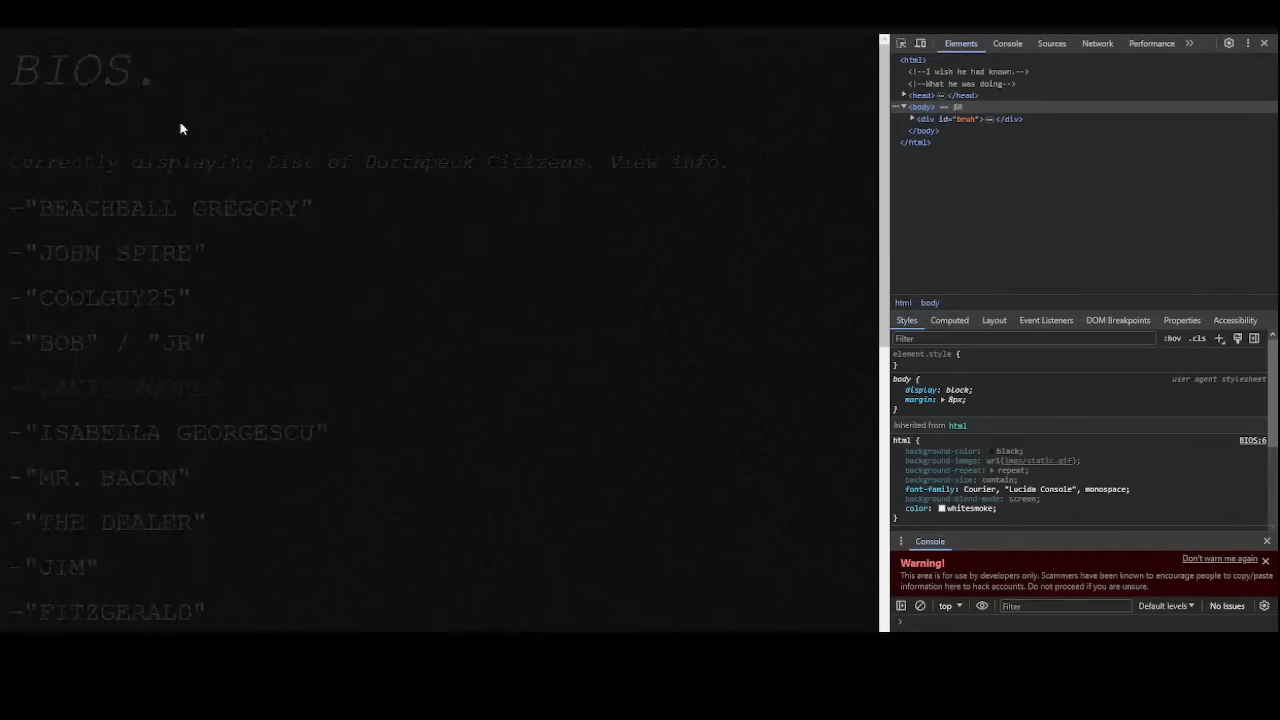 BIOS.
Currently displaying List of Dorthpeck Citizens. View info.
-"BEACHBALL GREGORY"
-"JOHN SPIRE"
-"COOLGUY25"
-"BOB" / "JR"
-"ISABELLA GEORGESCU"
-"MR. BACON"
-"THE DEALER"
-"JIM"
-"FITZGERALD"
Elements Console Sources Network Performance
<html>
<!--I wish he had known.-->
<!--What he was doing-->
<head> … </head>
<body> == $0
<div id="bruh"> … </div>
</body>
</html>
html body
Styles Computed Layout Event Listeners DOM Breakpoints Properties Accessibility
Filter :hov .cls
element.style {
}
body { user agent stylesheet
display: block;
margin: 8px;
}
Inherited from html
html { BIOS:6
background-color: black;
background-image: url(imgs/static.gif);
background-repeat: repeat;
background-size: contain;
font-family: Courier, "Lucida Console", monospace;
background-blend-mode: screen;
color: whitesmoke;
}
Console
Warning! Don't warn me again
This area is for use by developers only. Scammers have been known to encourage people to copy/paste
information here to hack accounts. Do not proceed if you are unsure.
top Filter Default levels No Issues